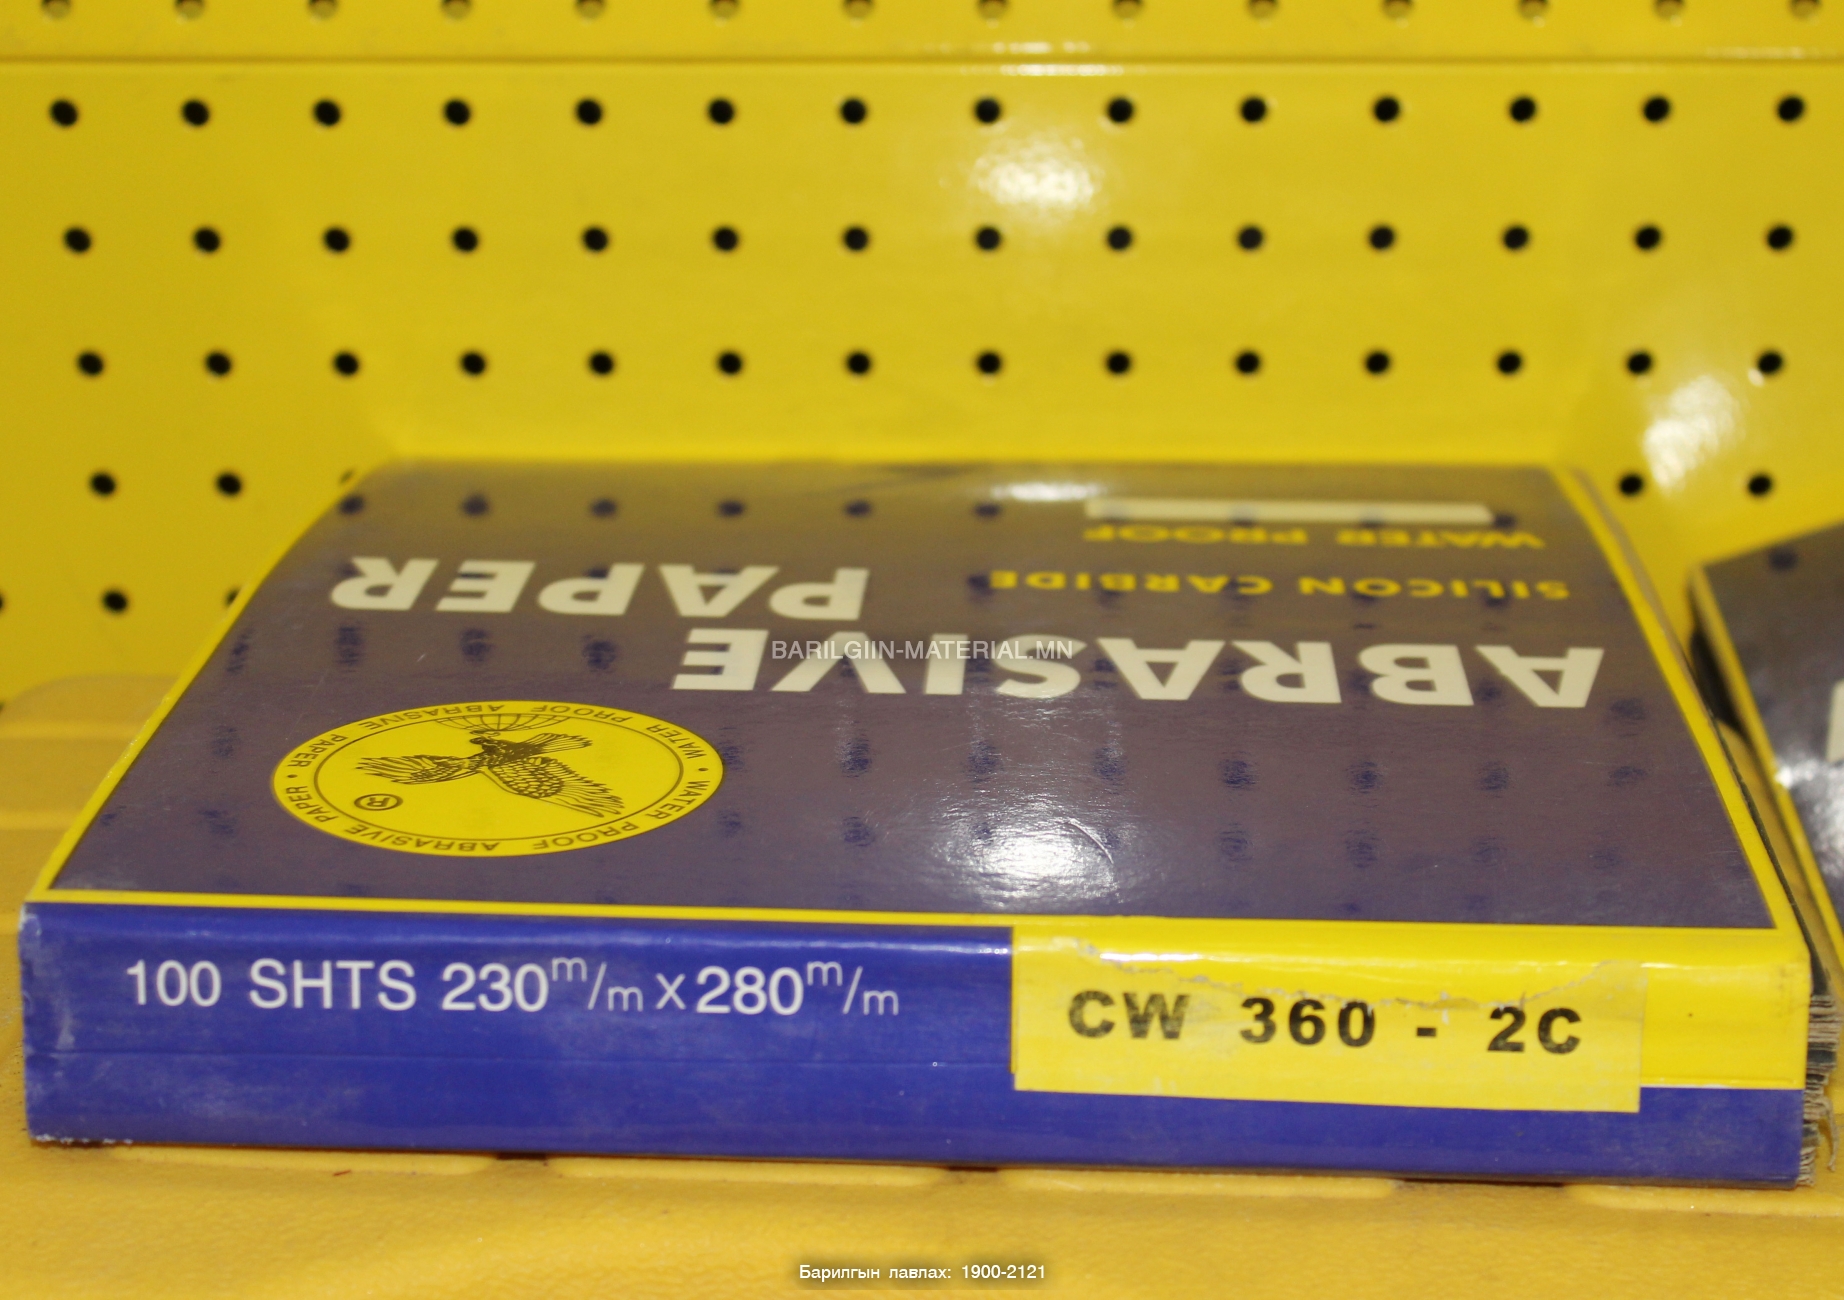 WATER PROOF
SILICON CARBIDE
ABRASIVE
PAPER
WATER PROOF ABRASIVE PAPER • WATER PROOF ABRASIVE PAPER •
®
BARILGIIN-MATERIAL.MN
100 SHTS 230m/m x 280m/m
CW 360 - 2C
Барилгын лавлах: 1900-2121